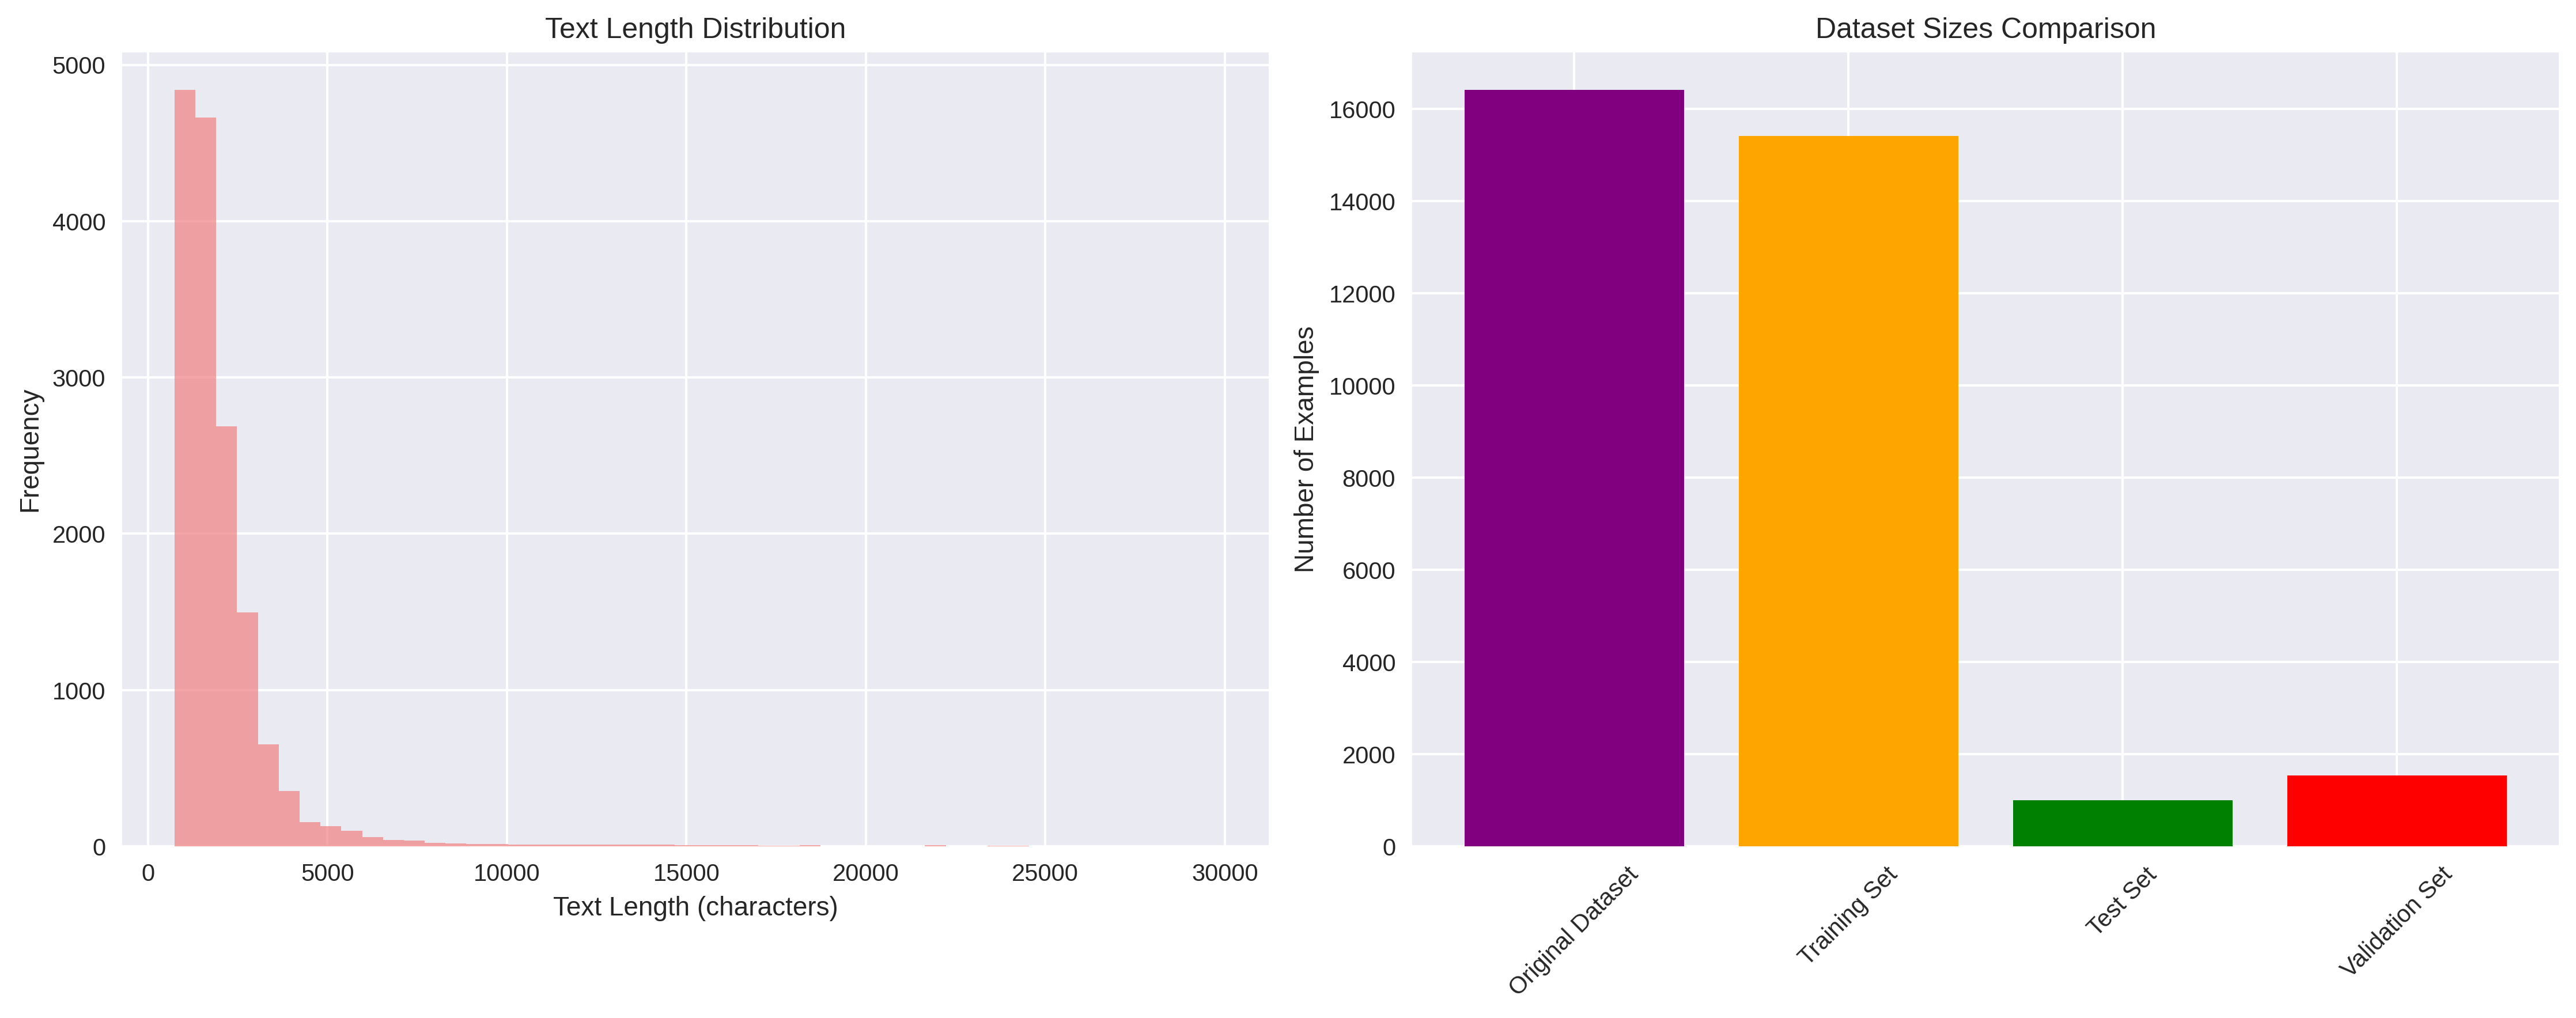 Text Length Distribution
5000
4000
3000
2000
1000
0
Frequency
0 5000 10000 15000 20000 25000 30000
Text Length (characters)
Dataset Sizes Comparison
16000
14000
12000
10000
8000
6000
4000
2000
0
Number of Examples
Original Dataset
Training Set
Test Set
Validation Set